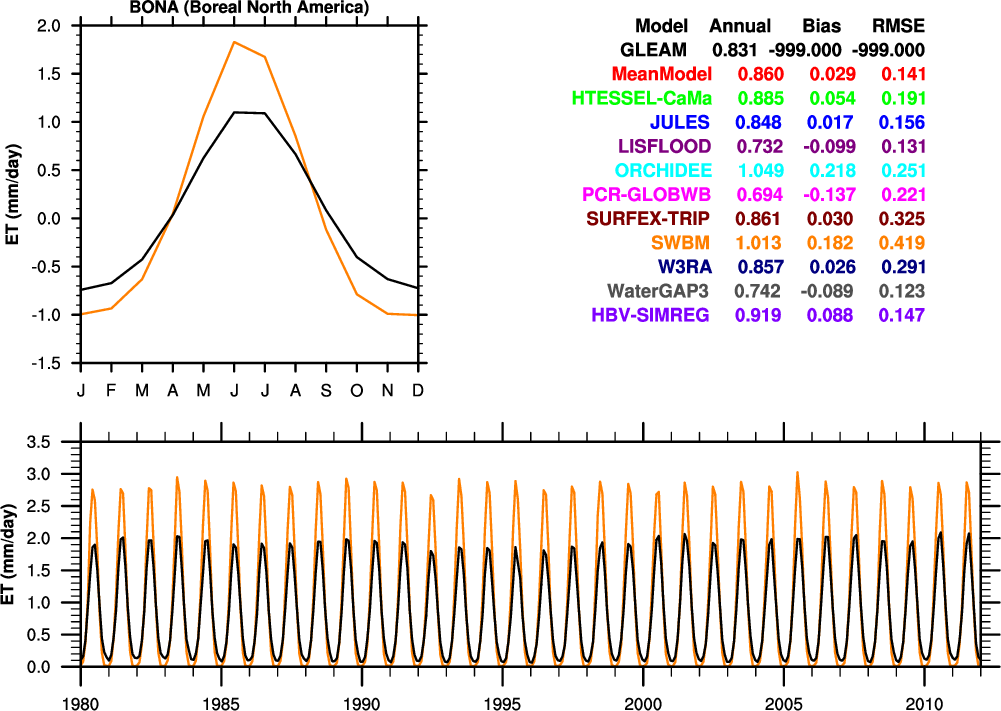 BONA (Boreal North America)
2.0
1.5
1.0
0.5
0.0
-0.5
-1.0
-1.5
ET (mm/day)
J F M A M J J A S O N D
Model Annual Bias RMSE
GLEAM 0.831 -999.000 -999.000
MeanModel 0.860 0.029 0.141
HTESSEL-CaMa 0.885 0.054 0.191
JULES 0.848 0.017 0.156
LISFLOOD 0.732 -0.099 0.131
ORCHIDEE 1.049 0.218 0.251
PCR-GLOBWB 0.694 -0.137 0.221
SURFEX-TRIP 0.861 0.030 0.325
SWBM 1.013 0.182 0.419
W3RA 0.857 0.026 0.291
WaterGAP3 0.742 -0.089 0.123
HBV-SIMREG 0.919 0.088 0.147
3.5
3.0
2.5
2.0
1.5
1.0
0.5
0.0
ET (mm/day)
1980 1985 1990 1995 2000 2005 2010